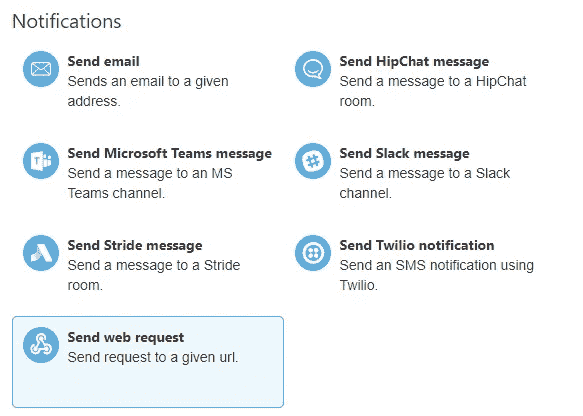 Notifications
Send email
Sends an email to a given
address.
Send HipChat message
Send a message to a HipChat
room.
Send Microsoft Teams message
Send a message to an MS
Teams channel.
Send Slack message
Send a message to a Slack
channel.
Send Stride message
Send a message to a Stride
room.
Send Twilio notification
Send an SMS notification using
Twilio.
Send web request
Send request to a given url.